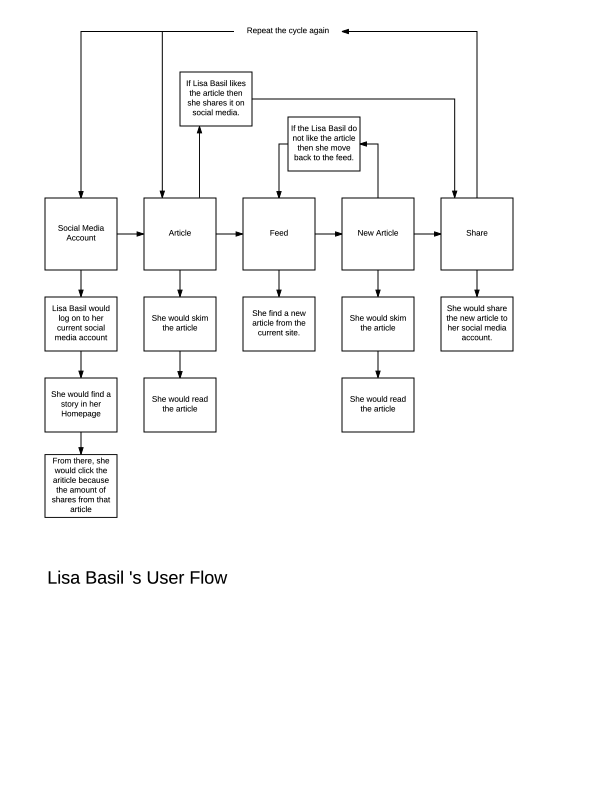 Repeat the cycle again
If Lisa Basil likes
the article then
she shares it on
social media.
If the Lisa Basil do
not like the article
then she move
back to the feed.
Social Media
Account
Article
Feed
New Article
Share
Lisa Basil would
log on to her
current social
media account
She would skim
the article
She find a new
article from the
current site.
She would skim
the article
She would share
the new article to
her social media
account.
She would find a
story in her
Homepage
She would read
the article
She would read
the article
From there, she
would click the
ariticle because
the amount of
shares from that
article
Lisa Basil 's User Flow